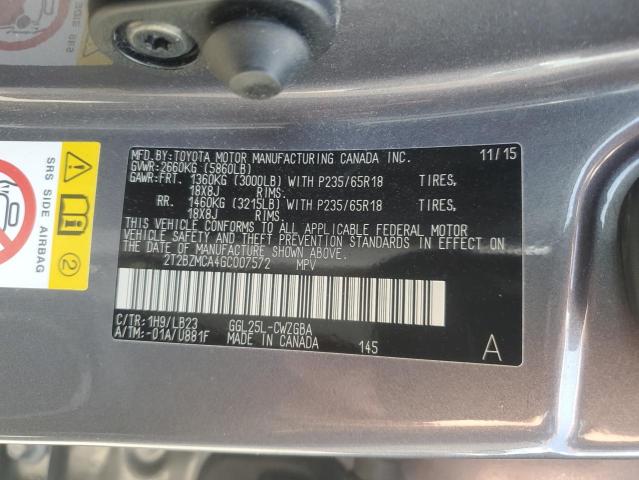 MFD.BY:TOYOTA MOTOR MANUFACTURING CANADA INC. 11/15
GVWR:2660KG (5860LB)
GAWR:FRT. 1360KG (3000LB) WITH P235/65R18 TIRES,
18X8J RIMS.
RR. 1460KG (3215LB) WITH P235/65R18 TIRES,
18X8J RIMS.
THIS VEHICLE CONFORMS TO ALL APPLICABLE FEDERAL MOTOR
VEHICLE SAFETY AND THEFT PREVENTION STANDARDS IN EFFECT ON
THE DATE OF MANUFACTURE SHOWN ABOVE.
2T2BZMCA4GC007572 MPV
C/TR:1H9/LB23 GGL25L-CWZGBA
A/TM:-01A/U881F MADE IN CANADA 145 A
SRS SIDE AIRBAG
2